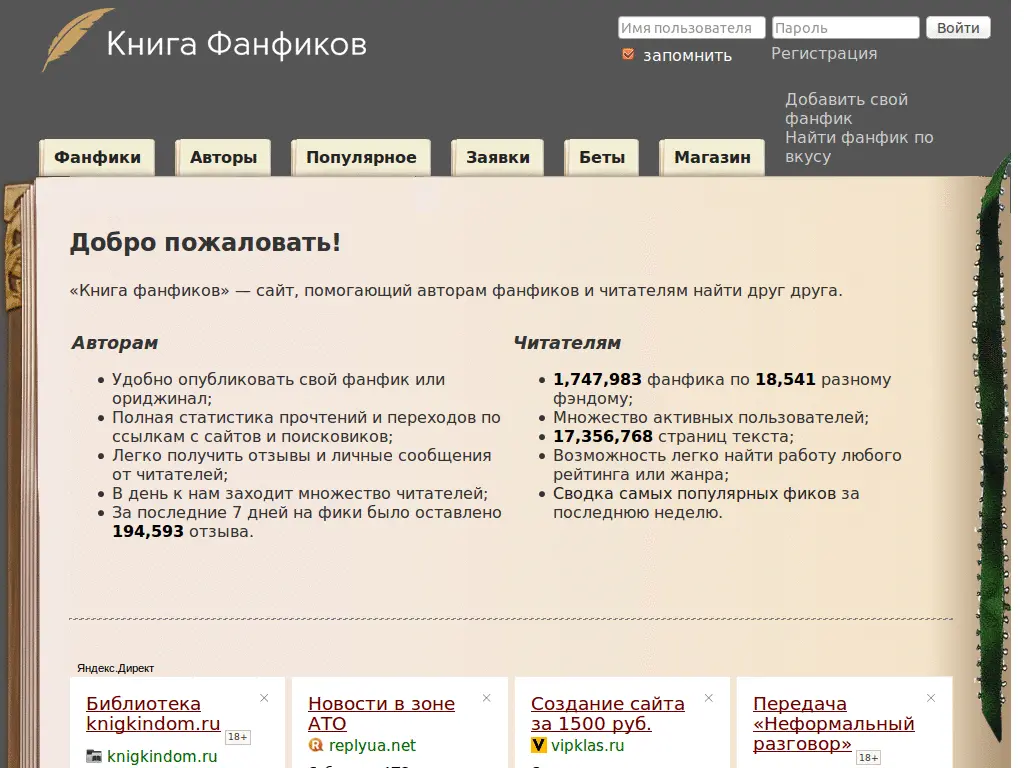 Книга Фанфиков
Имя пользователя
Пароль
Войти
запомнить
Регистрация
Добавить свой
фанфик
Найти фанфик по
вкусу
Фанфики
Авторы
Популярное
Заявки
Беты
Магазин
Добро пожаловать!
«Книга фанфиков» — сайт, помогающий авторам фанфиков и читателям найти друг друга.
Авторам
Удобно опубликовать свой фанфик или
ориджинал;
Полная статистика прочтений и переходов по
ссылкам с сайтов и поисковиков;
Легко получить отзывы и личные сообщения
от читателей;
В день к нам заходит множество читателей;
За последние 7 дней на фики было оставлено
194,593 отзыва.
Читателям
1,747,983 фанфика по 18,541 разному
фэндому;
Множество активных пользователей;
17,356,768 страниц текста;
Возможность легко найти работу любого
рейтинга или жанра;
Сводка самых популярных фиков за
последнюю неделю.
Яндекс.Директ
Библиотека
knigkindom.ru 18+
knigkindom.ru
Новости в зоне
АТО
replyua.net
Создание сайта
за 1500 руб.
vipklas.ru
Передача
«Неформальный
разговор» 18+